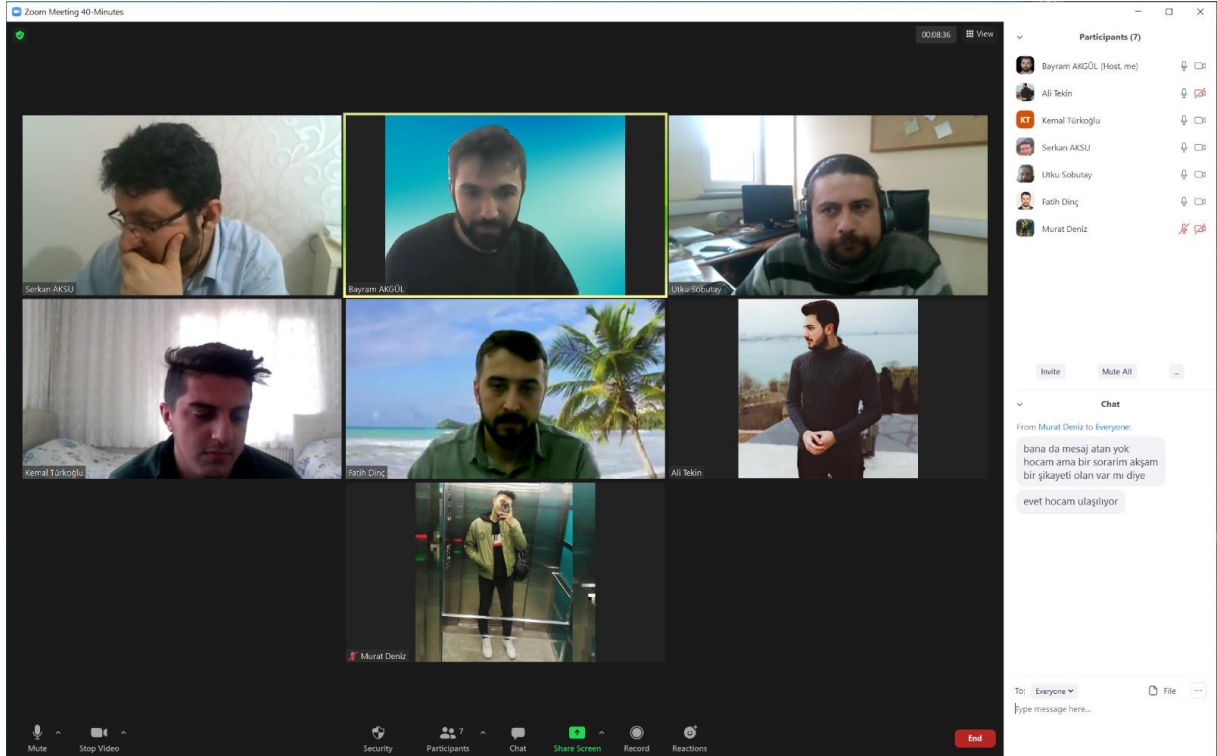 Zoom Meeting 40-Minutes
00:08:36 View
Serkan AKSU
Bayram AKGÜL
Utku Sobutay
Kemal Türkoğlu
Fatih Dinç
Ali Tekin
Murat Deniz
Participants (7)
Bayram AKGÜL (Host, me)
Ali Tekin
KT Kemal Türkoğlu
Serkan AKSU
Utku Sobutay
Fatih Dinç
Murat Deniz
Invite Mute All ...
Chat
From Murat Deniz to Everyone:
bana da mesaj atan yok
hocam ama bir sorarim akşam
bir şikayeti olan var mı diye
evet hocam ulaşılıyor
To: Everyone File ...
Type message here...
Mute Stop Video Security Participants 7 Chat Share Screen Record Reactions End